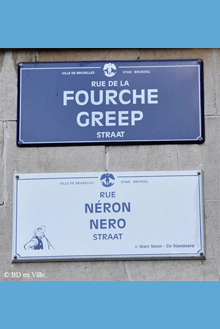 VILLE DE BRUXELLES STAD BRUSSEL
RUE DE LA
FOURCHE
GREEP
STRAAT
VILLE DE BRUXELLES STAD BRUSSEL
RUE
NÉRON
NERO
STRAAT
© Marc Sleen - De Standaard
© BD en Ville.